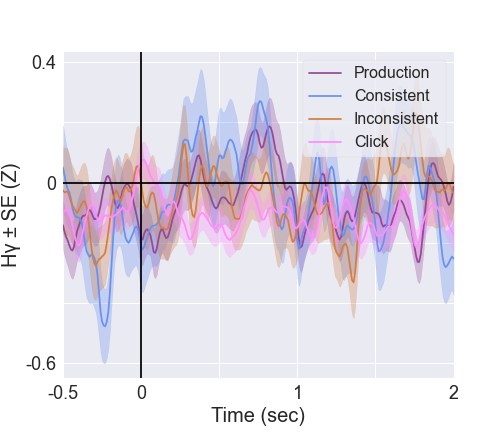 0.4
0
-0.6
Hγ ± SE (Z)
Production
Consistent
Inconsistent
Click
-0.5
0
1
2
Time (sec)